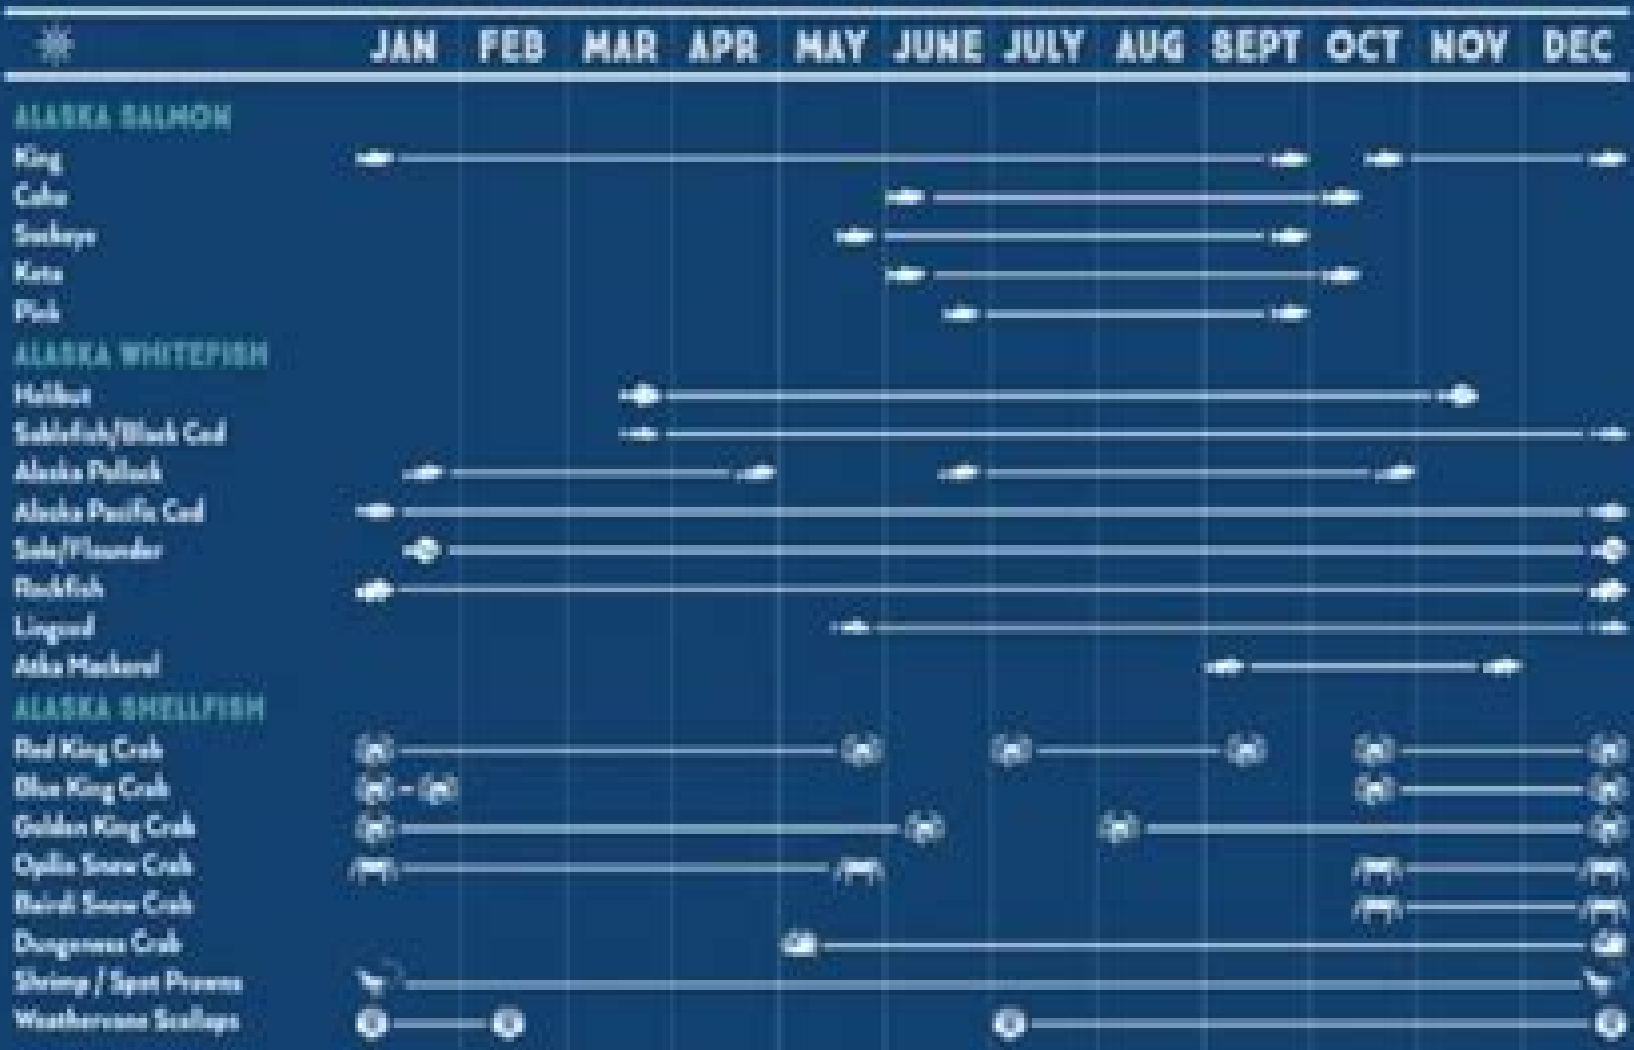 JAN FEB MAR APR MAY JUNE JULY AUG SEPT OCT NOV DEC
ALASKA SALMON
King
Coho
Sockeye
Keta
Pink
ALASKA WHITEFISH
Halibut
Sablefish/Black Cod
Alaska Pollock
Alaska Pacific Cod
Sole/Flounder
Rockfish
Lingcod
Atka Mackerel
ALASKA SHELLFISH
Red King Crab
Blue King Crab
Golden King Crab
Opilio Snow Crab
Bairdi Snow Crab
Dungeness Crab
Shrimp / Spot Prawns
Weathervane Scallops